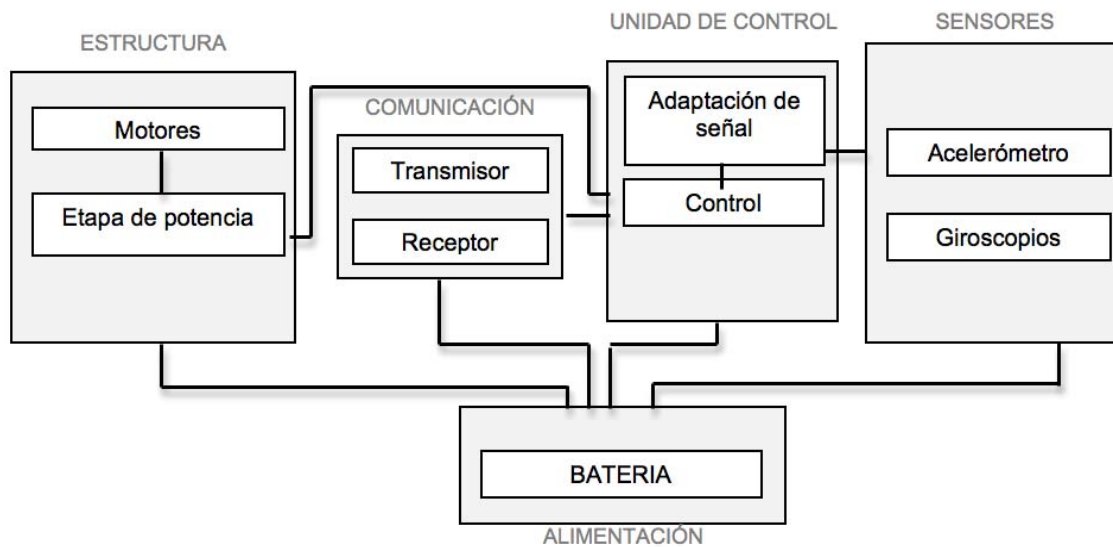 ESTRUCTURA
Motores
Etapa de potencia
COMUNICACIÓN
Transmisor
Receptor
UNIDAD DE CONTROL
Adaptación de
señal
Control
SENSORES
Acelerómetro
Giroscopios
BATERIA
ALIMENTACIÓN